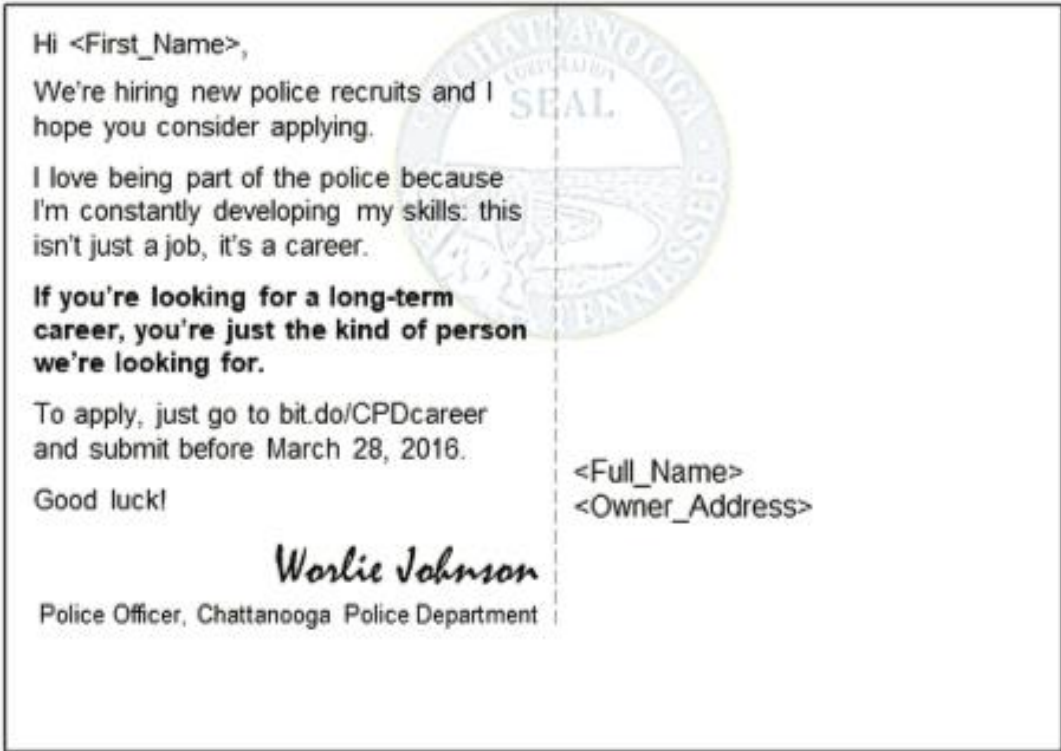 Hi <First_Name>,
We're hiring new police recruits and I
hope you consider applying.
I love being part of the police because
I'm constantly developing my skills: this
isn't just a job, it's a career.
If you're looking for a long-term
career, you're just the kind of person
we're looking for.
To apply, just go to bit.do/CPDcareer
and submit before March 28, 2016.
Good luck!
Worlie Johnson
Police Officer, Chattanooga Police Department
CHATTANOOGA
CORPORATION
SEAL
TENNESSEE
<Full_Name>
<Owner_Address>